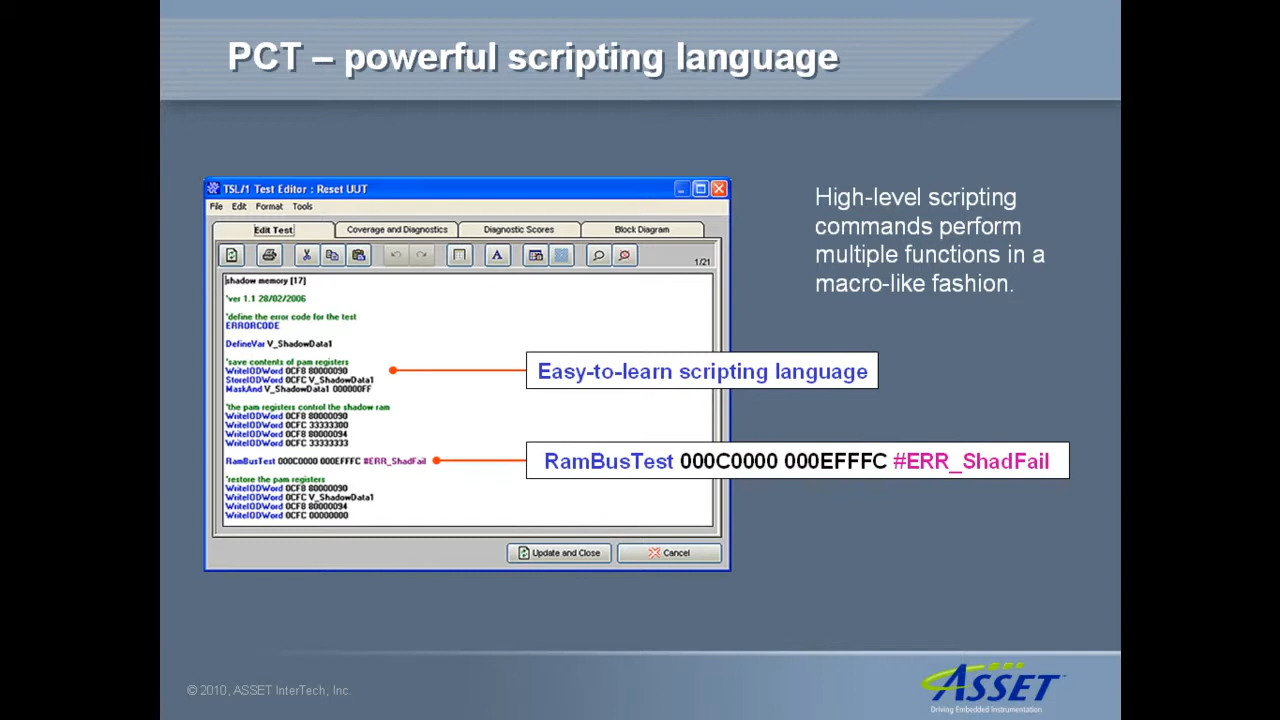 PCT – powerful scripting language
TSL/1 Test Editor : Reset UUT
File Edit Format Tools
Edit Test Coverage and Diagnostics Diagnostic Scores Block Diagram
A
1/21
shadow memory [17]
'ver 1.1 28/02/2006
'define the error code for the test
ERRORCODE
DefineVar V_ShadowData1
'save contents of pam registers
WriteIODWord 0CF8 80000090
StoreIODWord 0CFC V_ShadowData1
MaskAnd V_ShadowData1 000000FF
'the pam registers control the shadow ram
WriteIODWord 0CF8 80000090
WriteIODWord 0CFC 33333300
WriteIODWord 0CF8 80000094
WriteIODWord 0CFC 33333333
RamBusTest 000C0000 000EFFFC #ERR_ShadFail
'restore the pam registers
WriteIODWord 0CF8 80000090
WriteIODWord 0CFC V_ShadowData1
WriteIODWord 0CF8 80000094
WriteIODWord 0CFC 00000000
Update and Close Cancel
High-level scripting
commands perform
multiple functions in a
macro-like fashion.
Easy-to-learn scripting language
RamBusTest 000C0000 000EFFFC #ERR_ShadFail
© 2010, ASSET InterTech, Inc.
ASSET
Driving Embedded Instrumentation